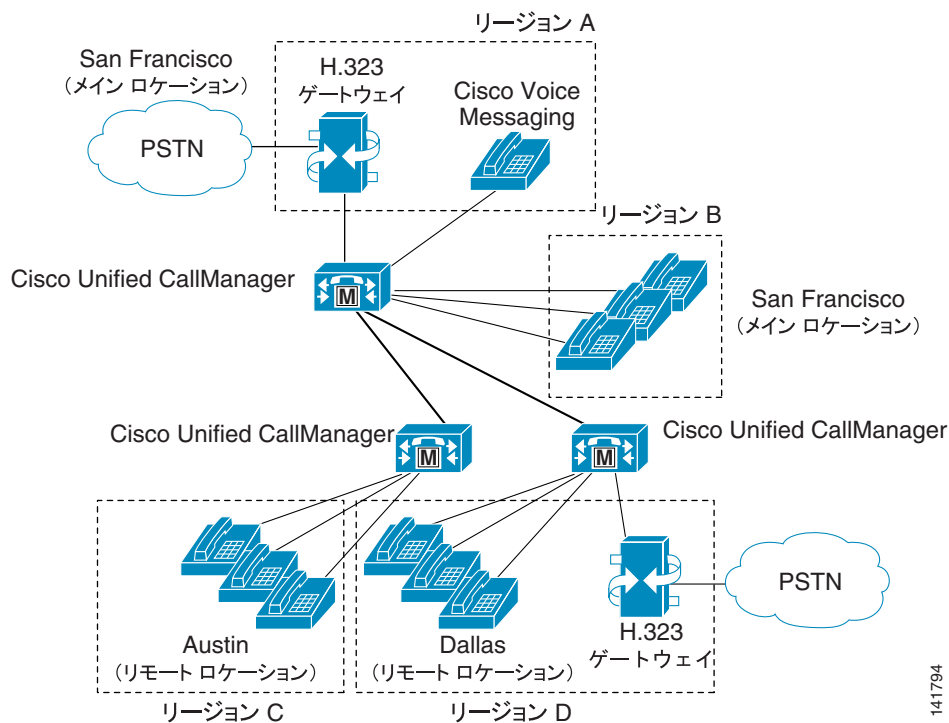 リージョン A
San Francisco
（メイン ロケーション）
H.323
ゲートウェイ
Cisco Voice
Messaging
PSTN
リージョン B
Cisco Unified CallManager
M
San Francisco
（メイン ロケーション）
Cisco Unified CallManager
M
M
Cisco Unified CallManager
Austin
（リモート ロケーション）
Dallas
（リモート ロケーション）
H.323
ゲートウェイ
PSTN
リージョン C
リージョン D
141794